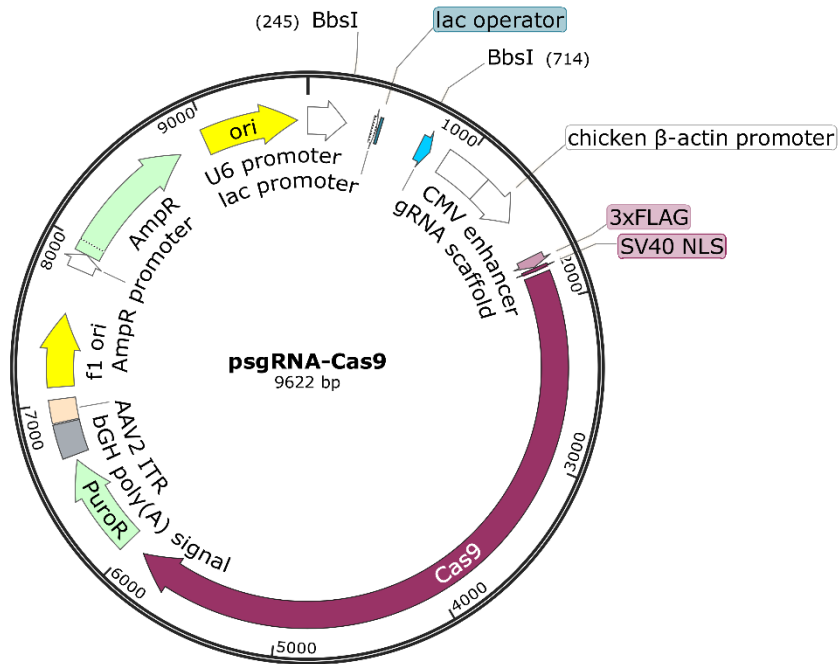 (245) BbsI
lac operator
BbsI (714)
chicken β-actin promoter
3xFLAG
SV40 NLS
1000
2000
3000
4000
5000
6000
7000
8000
9000
ori
U6 promoter
lac promoter
CMV enhancer
gRNA scaffold
AmpR
AmpR promoter
f1 ori
AAV2 ITR
bGH poly(A) signal
PuroR
Cas9
psgRNA-Cas9
9622 bp